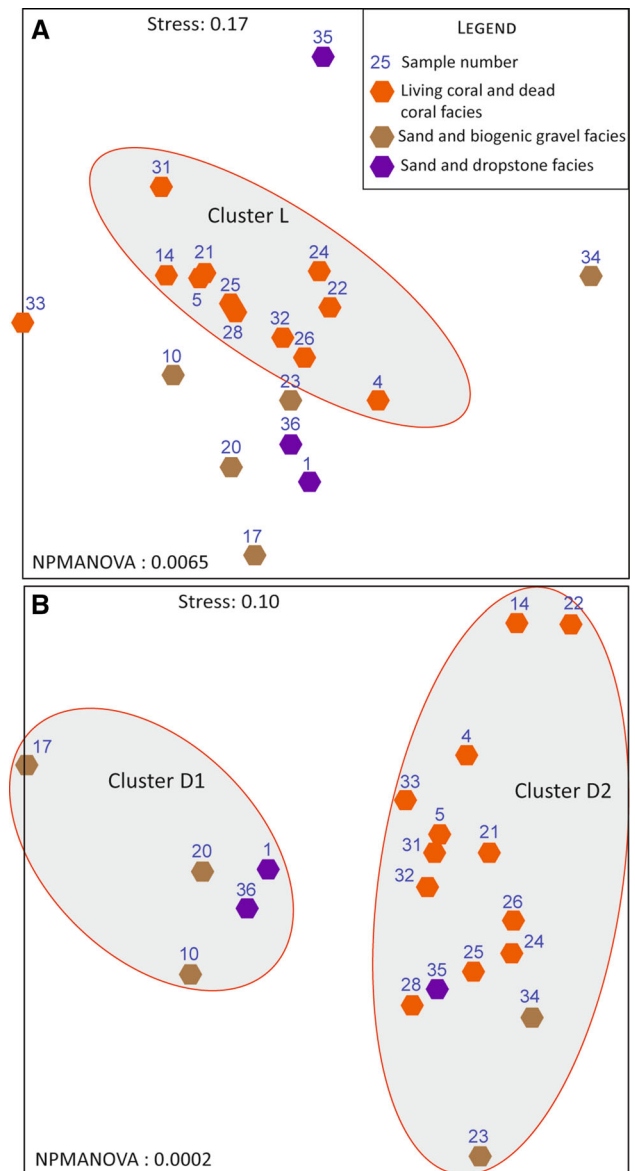 A
Stress: 0.17
35
LEGEND
25 Sample number
Living coral and dead
coral facies
Sand and biogenic gravel facies
Sand and dropstone facies
31
Cluster L
14
21
24
34
5
25
22
33
28
32
26
10
23
4
36
20
1
17
NPMANOVA : 0.0065
B
Stress: 0.10
14
22
17
4
Cluster D1
33
Cluster D2
5
20
1
31
21
36
32
26
10
24
25
35
28
34
23
NPMANOVA : 0.0002